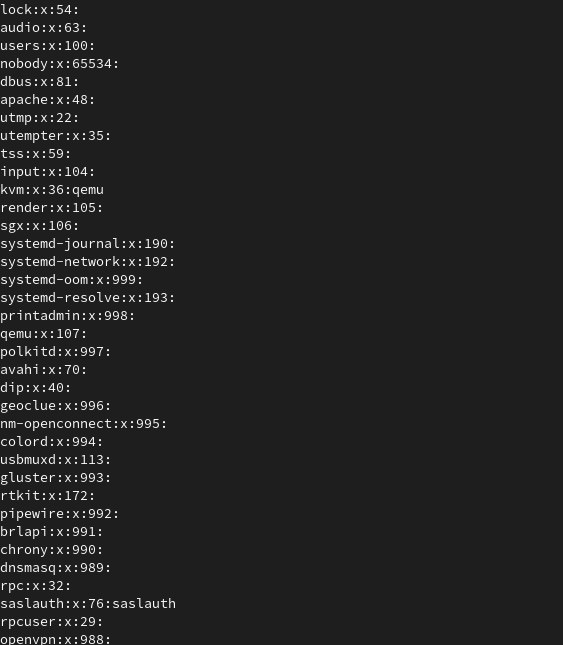 lock:x:54:
audio:x:63:
users:x:100:
nobody:x:65534:
dbus:x:81:
apache:x:48:
utmp:x:22:
utempter:x:35:
tss:x:59:
input:x:104:
kvm:x:36:qemu
render:x:105:
sgx:x:106:
systemd-journal:x:190:
systemd-network:x:192:
systemd-oom:x:999:
systemd-resolve:x:193:
printadmin:x:998:
qemu:x:107:
polkitd:x:997:
avahi:x:70:
dip:x:40:
geoclue:x:996:
nm-openconnect:x:995:
colord:x:994:
usbmuxd:x:113:
gluster:x:993:
rtkit:x:172:
pipewire:x:992:
brlapi:x:991:
chrony:x:990:
dnsmasq:x:989:
rpc:x:32:
saslauth:x:76:saslauth
rpcuser:x:29:
openvpn:x:988: